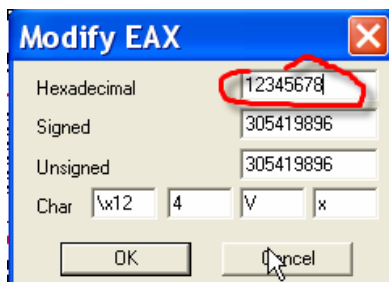 Modify EAX
Hexadecimal 12345678
Signed 305419896
Unsigned 305419896
Char \x12 4 V x
OK Cancel